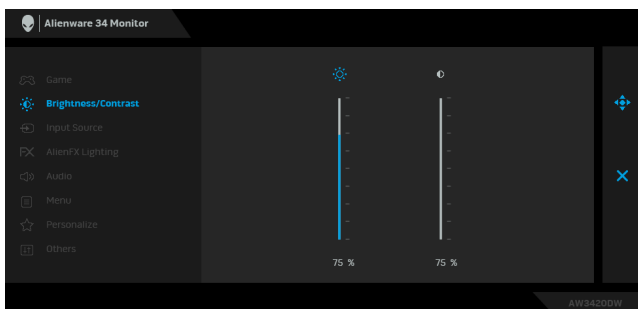 Alienware 34 Monitor
Game
Brightness/Contrast
Input Source
AlienFX Lighting
Audio
Menu
Personalize
Others
75 %
75 %
AW3420DW